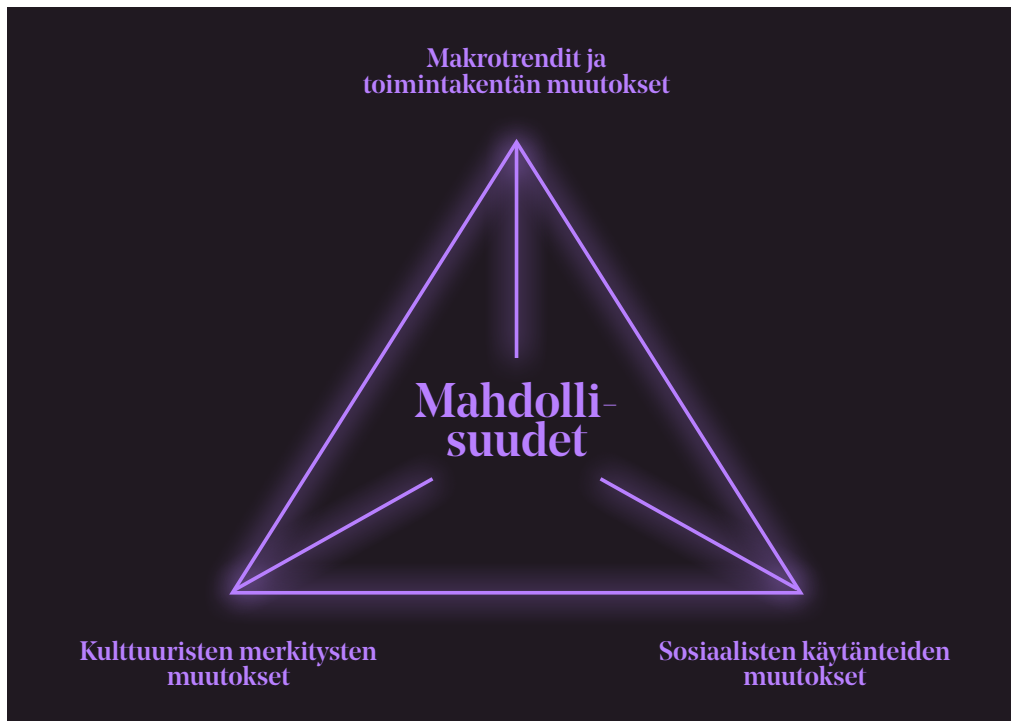 Makrotrendit ja
toimintakentän muutokset
Mahdolli-
suudet
Kulttuuristen merkitysten
muutokset
Sosiaalisten käytänteiden
muutokset